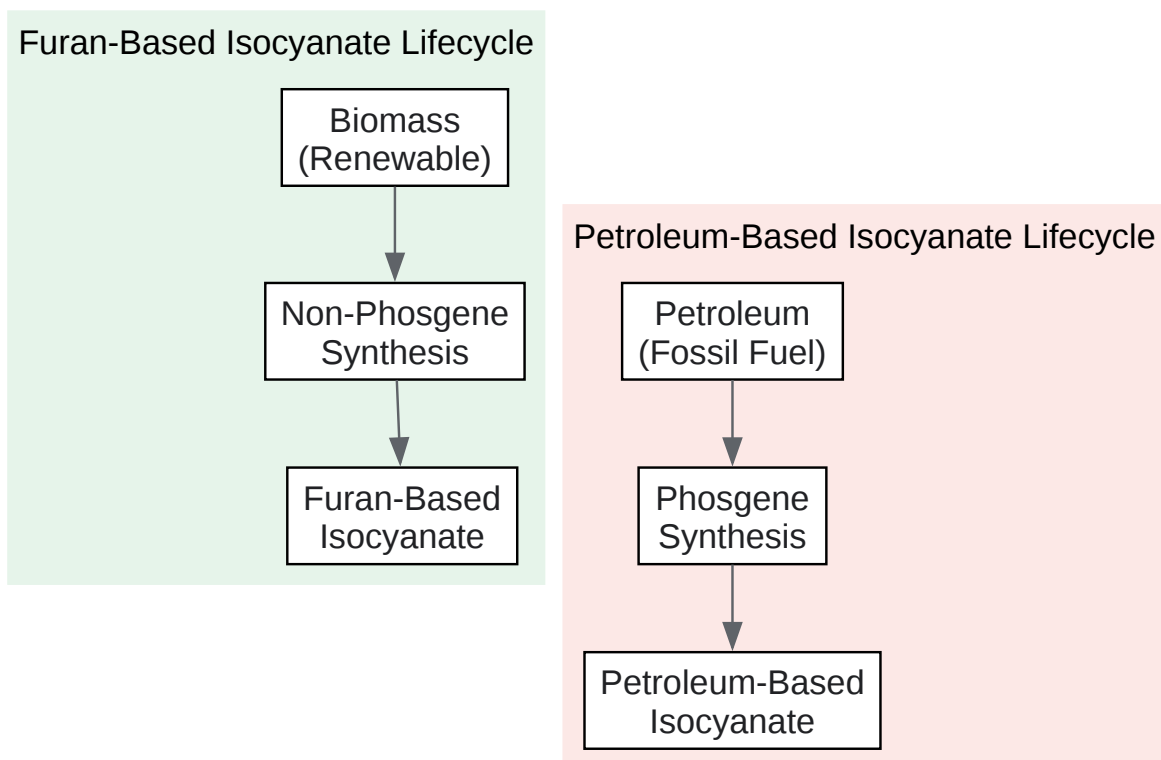 Furan-Based Isocyanate Lifecycle
Biomass
(Renewable)
Non-Phosgene
Synthesis
Furan-Based
Isocyanate
Petroleum-Based Isocyanate Lifecycle
Petroleum
(Fossil Fuel)
Phosgene
Synthesis
Petroleum-Based
Isocyanate